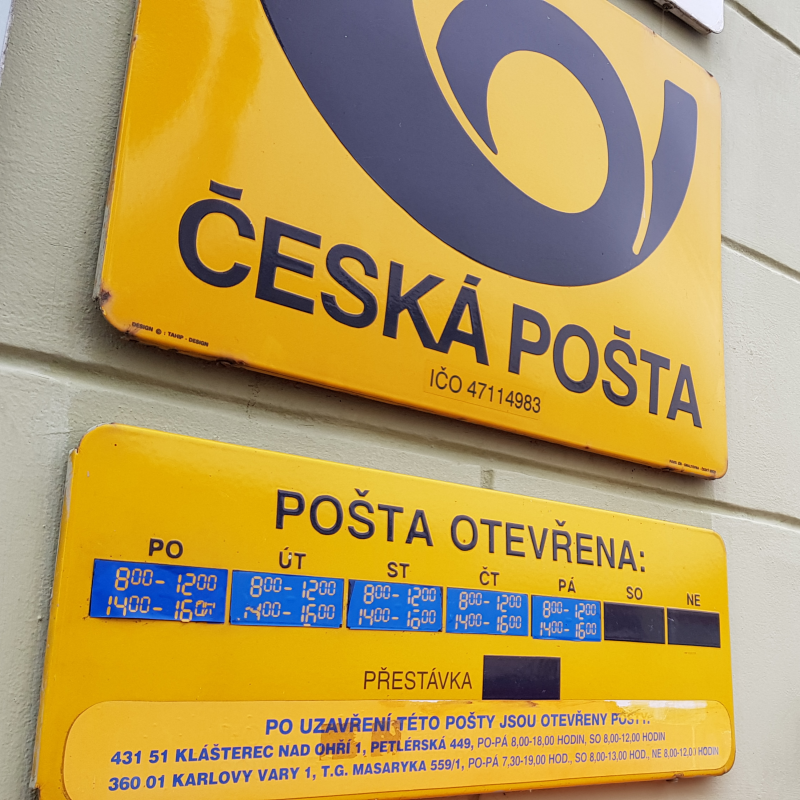 ČESKÁ POŠTA
IČO 47114983
DESIGN © : TAHIP - DESIGN
POŠTA OTEVŘENA:
PO ÚT ST ČT PÁ SO NE
800-1200 800-1200 800-1200 800-1200 800-1200
1400-1600 1400-1600 1400-1600 1400-1600 1400-1600
PŘESTÁVKA
PO UZAVŘENÍ TÉTO POŠTY JSOU OTEVŘENY POŠTY:
431 51 KLÁŠTEREC NAD OHŘÍ 1, PETLÉRSKÁ 449, PO-PÁ 8,00-18,00 HODIN, SO 8,00-12,00 HODIN
360 01 KARLOVY VARY 1, T.G. MASARYKA 559/1, PO-PÁ 7,30-19,00 HOD., SO 8,00-13,00 HOD., NE 8,00-12,00 HODIN